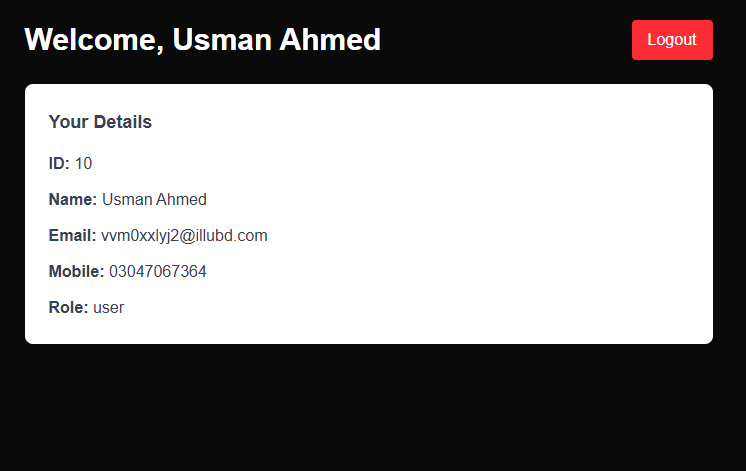 Welcome, Usman Ahmed
Logout
Your Details
ID: 10
Name: Usman Ahmed
Email: vvm0xxlyj2@illubd.com
Mobile: 03047067364
Role: user